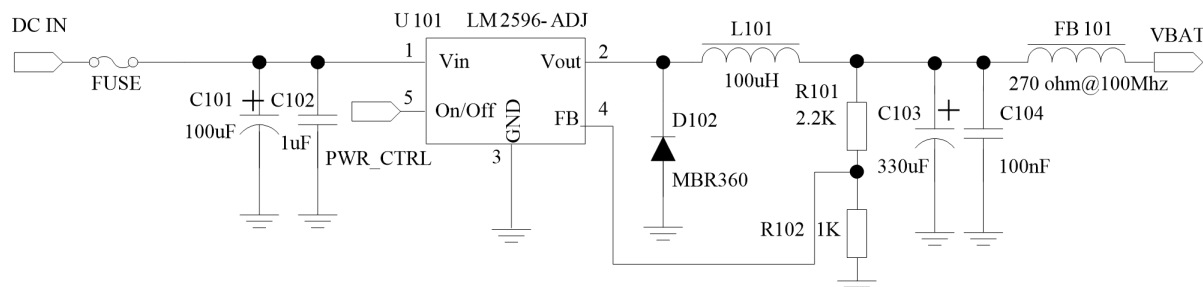 DC IN
U 101 LM 2596- ADJ
L101
FB 101
VBAT
1
Vin
Vout
2
FUSE
100uH
270 ohm@100Mhz
C101
C102
5
On/Off
GND
FB
4
R101
2.2K
D102
C103
C104
100uF
1uF
PWR_CTRL
3
MBR360
330uF
100nF
R102
1K